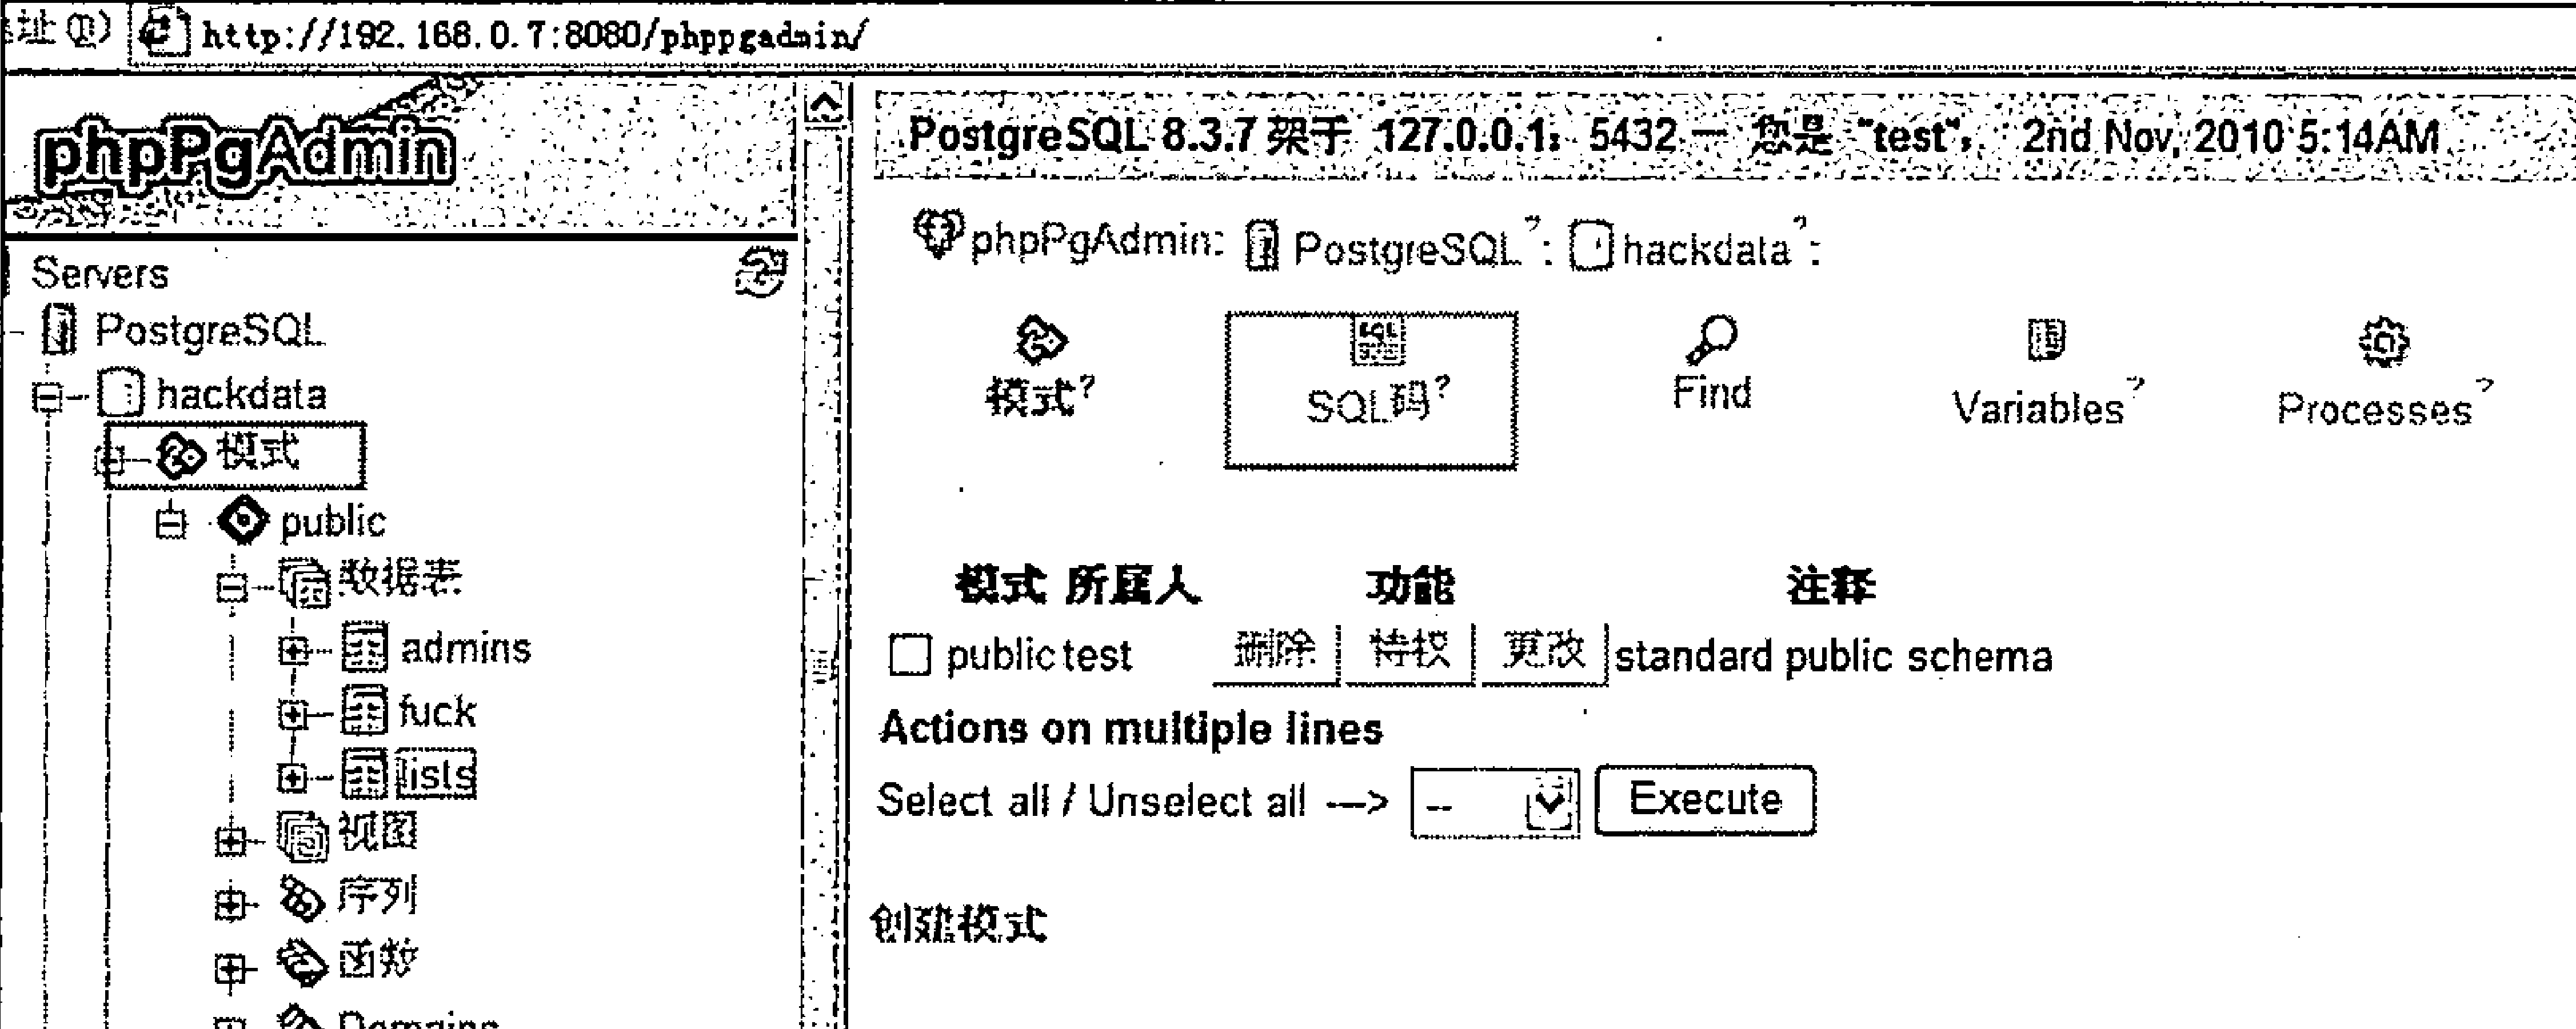 址(D)
http://192.168.0.7:8080/phppgadmin/
phpPgAdmin
Servers
PostgreSQL
hackdata
模式
public
数据表
admins
fuck
lists
视图
序列
函数
Domains
PostgreSQL 8.3.7 架于 127.0.0.1: 5432 — 您是 "test", 2nd Nov, 2010 5:14AM
phpPgAdmin: PostgreSQL?: hackdata?:
模式? SQL码? Find Variables? Processes?
模式 所属人 功能 注释
public test 删除 特权 更改 standard public schema
Actions on multiple lines
Select all / Unselect all ---> -- Execute
创建模式